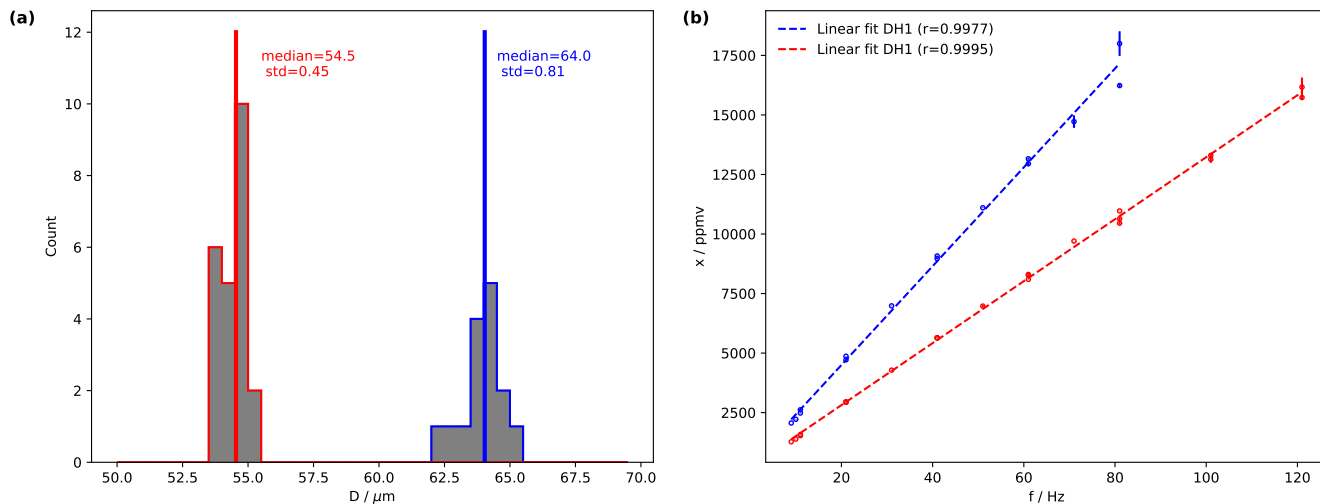 (a)
12
10
8
6
4
2
0
Count
median=54.5
std=0.45
median=64.0
std=0.81
50.0 52.5 55.0 57.5 60.0 62.5 65.0 67.5 70.0
D / μm
(b)
Linear fit DH1 (r=0.9977)
Linear fit DH1 (r=0.9995)
17500
15000
12500
10000
7500
5000
2500
x / ppmv
20 40 60 80 100 120
f / Hz